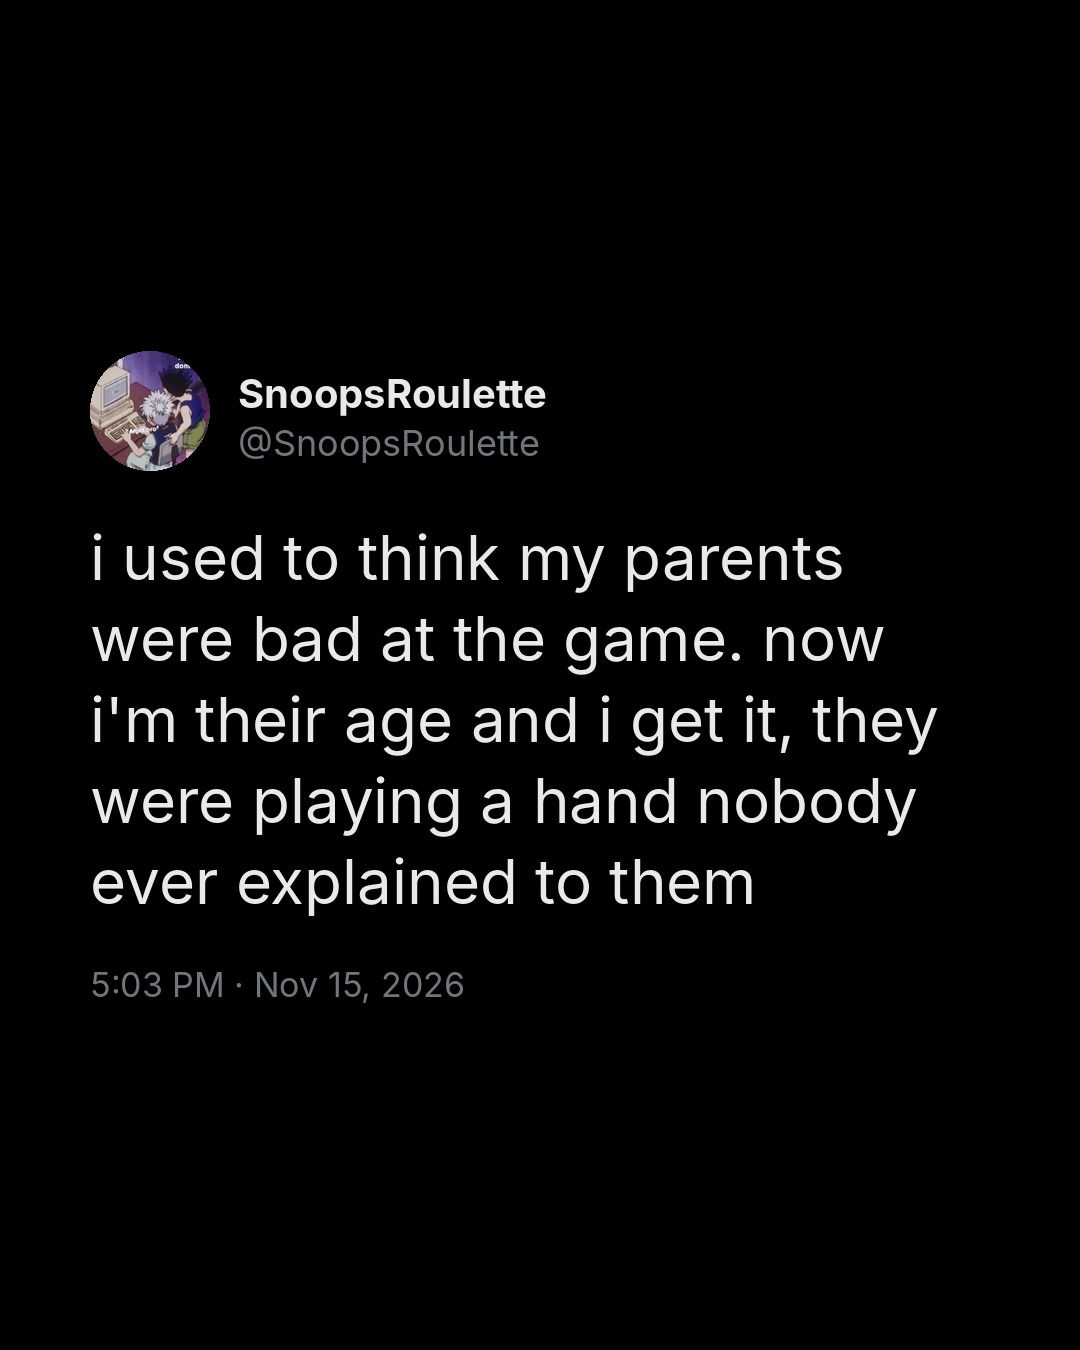 don
SnoopsRoulette
@SnoopsRoulette
i used to think my parents
were bad at the game. now
i'm their age and i get it, they
were playing a hand nobody
ever explained to them
5:03 PM · Nov 15, 2026